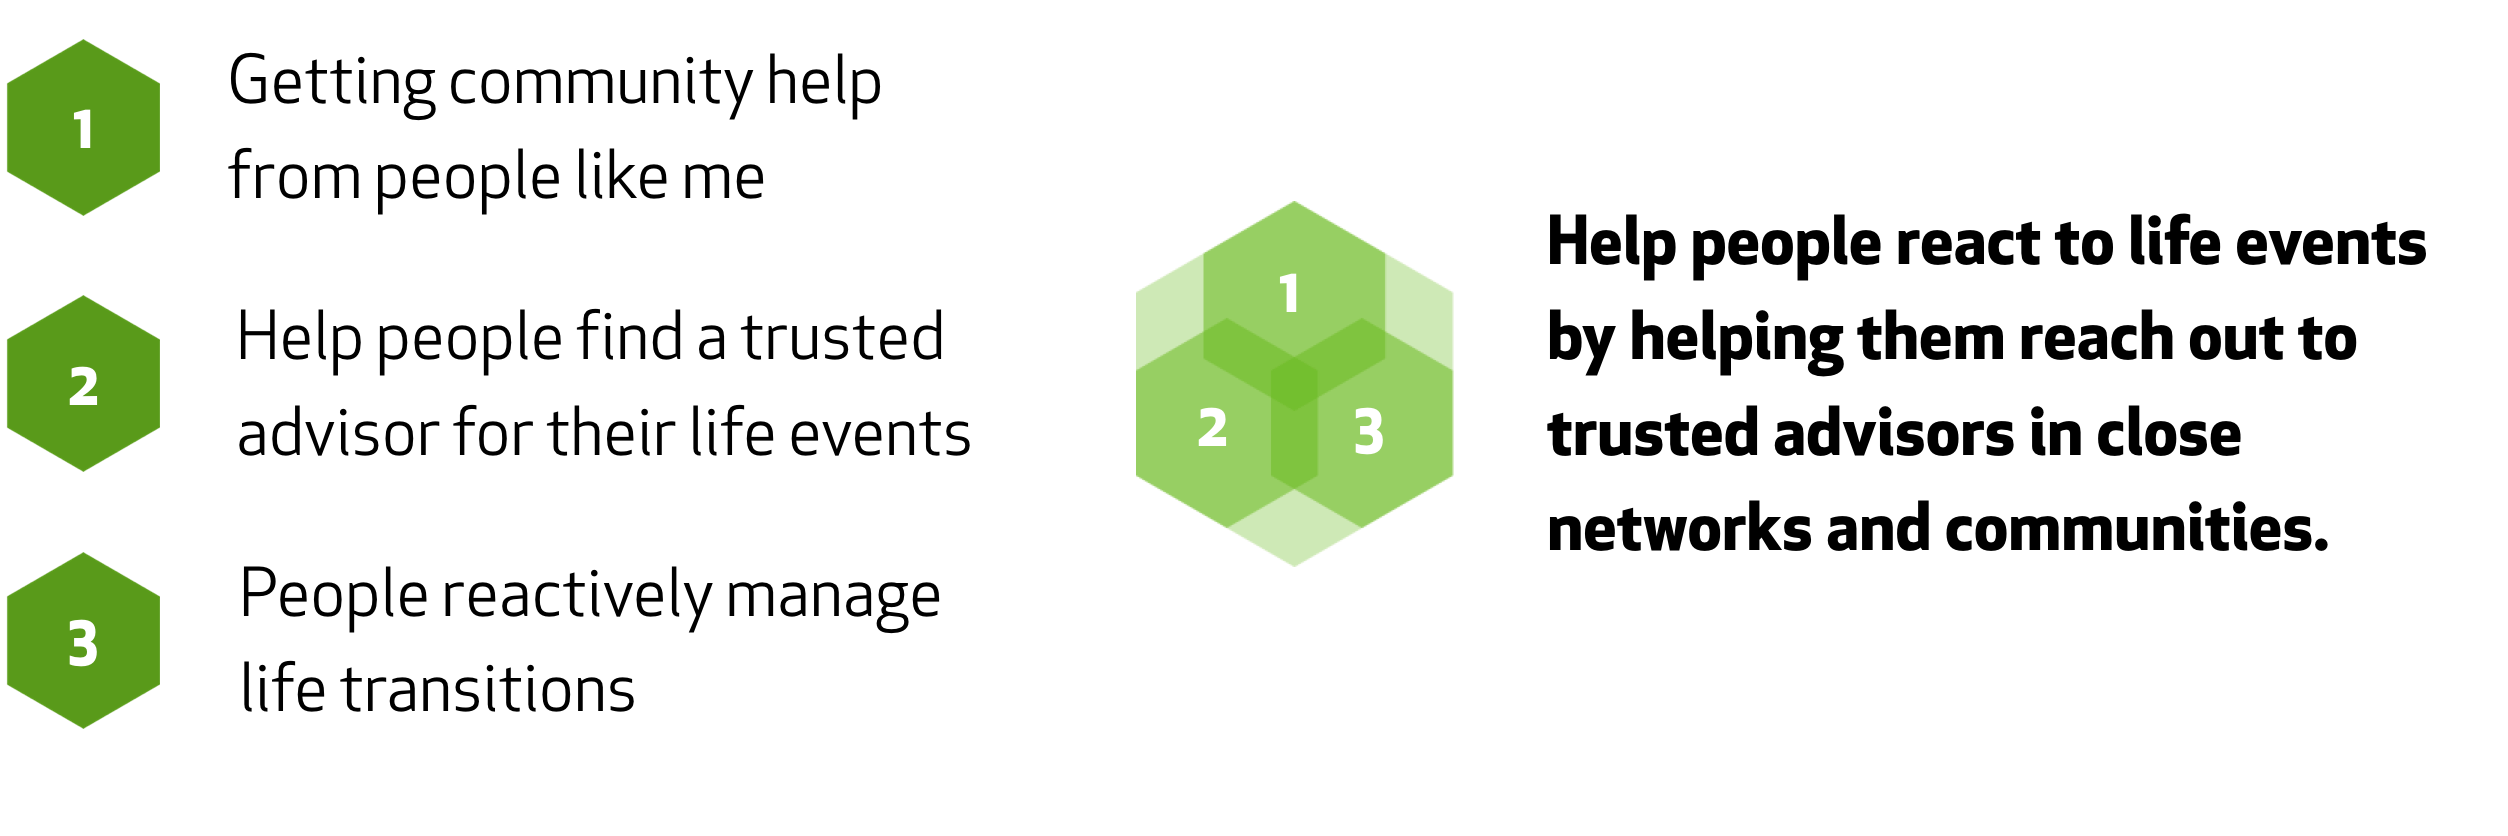 1
Getting community help
from people like me
2
Help people find a trusted
advisor for their life events
3
People reactively manage
life transitions
1
2
3
Help people react to life events
by helping them reach out to
trusted advisors in close
networks and communities.